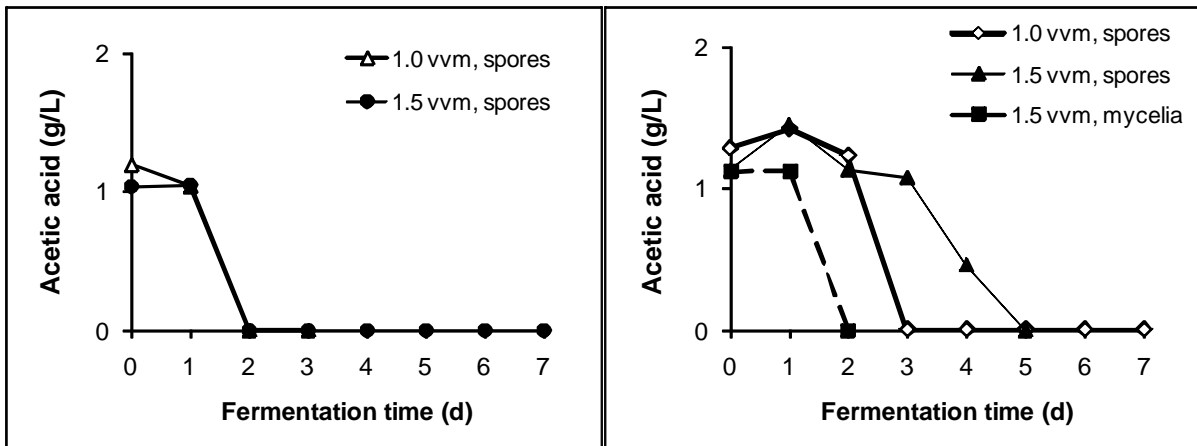 2
1.0 vvm, spores
1.5 vvm, spores
1
0
Acetic acid (g/L)
0 1 2 3 4 5 6 7
Fermentation time (d)
2
1.0 vvm, spores
1.5 vvm, spores
1.5 vvm, mycelia
1
0
Acetic acid (g/L)
0 1 2 3 4 5 6 7
Fermentation time (d)